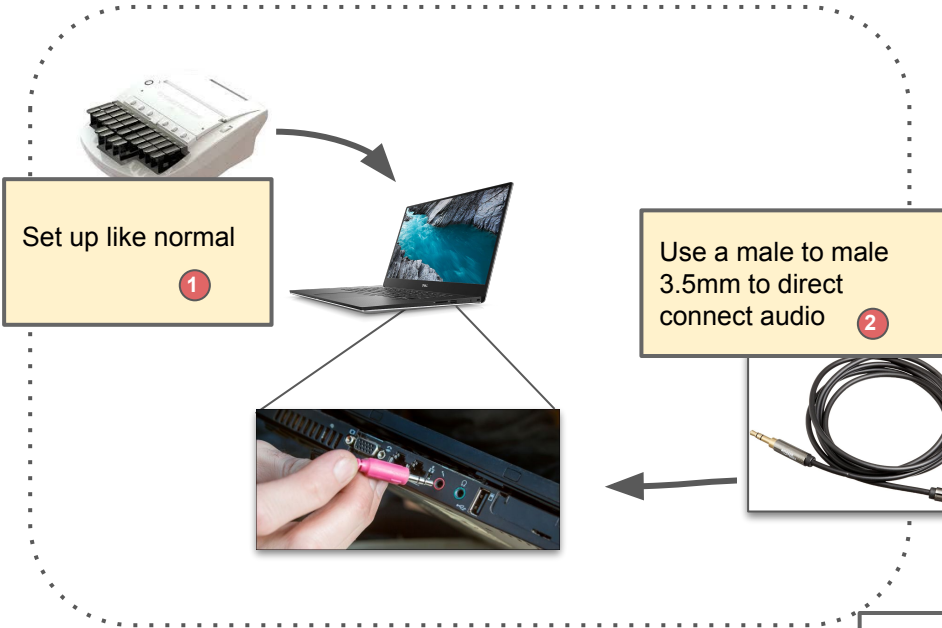 Set up like normal
1
Use a male to male
3.5mm to direct
connect audio
2